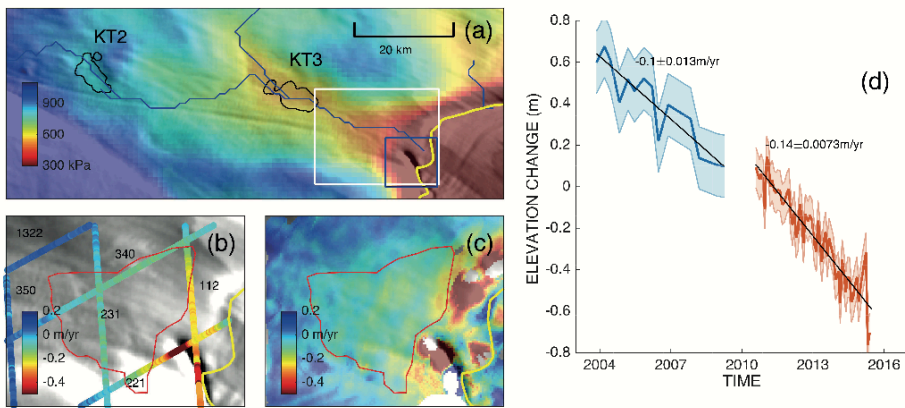 (a)
KT2
KT3
20 km
900
600
300 kPa
(b)
1322
340
350
112
231
221
0.2
0 m/yr
-0.2
-0.4
(c)
0.2
0 m/yr
-0.2
-0.4
(d)
0.8
0.6
0.4
0.2
0
-0.2
-0.4
-0.6
-0.8
ELEVATION CHANGE (m)
-0.1±0.013m/yr
-0.14±0.0073m/yr
2004
2007
2010
2013
2016
TIME